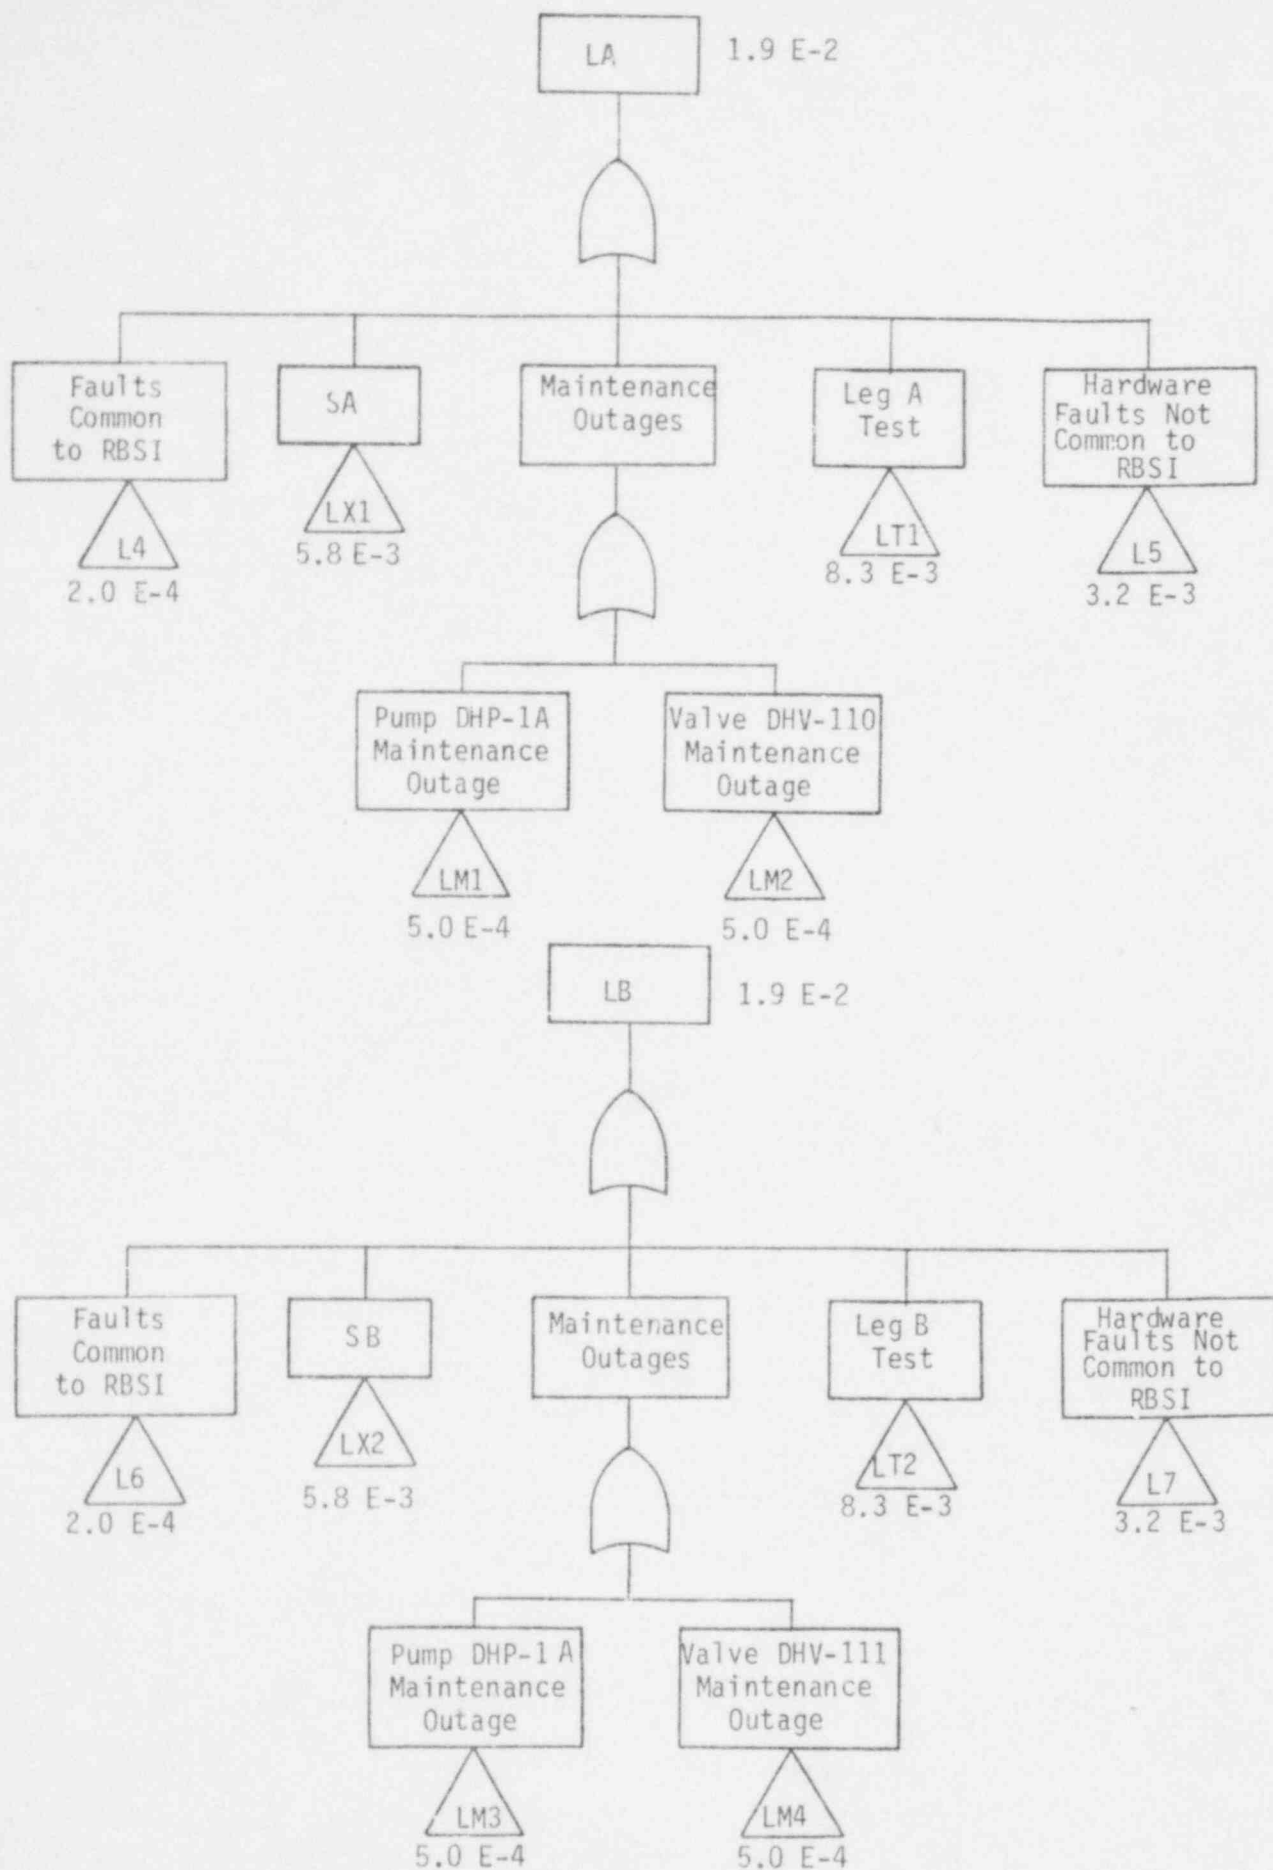 LA
1.9 E-2
Faults
Common
to RBSI
SA
Maintenance
Outages
Leg A
Test
Hardware
Faults Not
Common to
RBSI
L4
2.0 E-4
LX1
5.8 E-3
LT1
8.3 E-3
L5
3.2 E-3
Pump DHP-1A
Maintenance
Outage
Valve DHV-110
Maintenance
Outage
LM1
5.0 E-4
LM2
5.0 E-4
LB
1.9 E-2
Faults
Common
to RBSI
SB
Maintenance
Outages
Leg B
Test
Hardware
Faults Not
Common to
RBSI
L6
2.0 E-4
LX2
5.8 E-3
LT2
8.3 E-3
L7
3.2 E-3
Pump DHP-1 A
Maintenance
Outage
Valve DHV-111
Maintenance
Outage
LM3
5.0 E-4
LM4
5.0 E-4